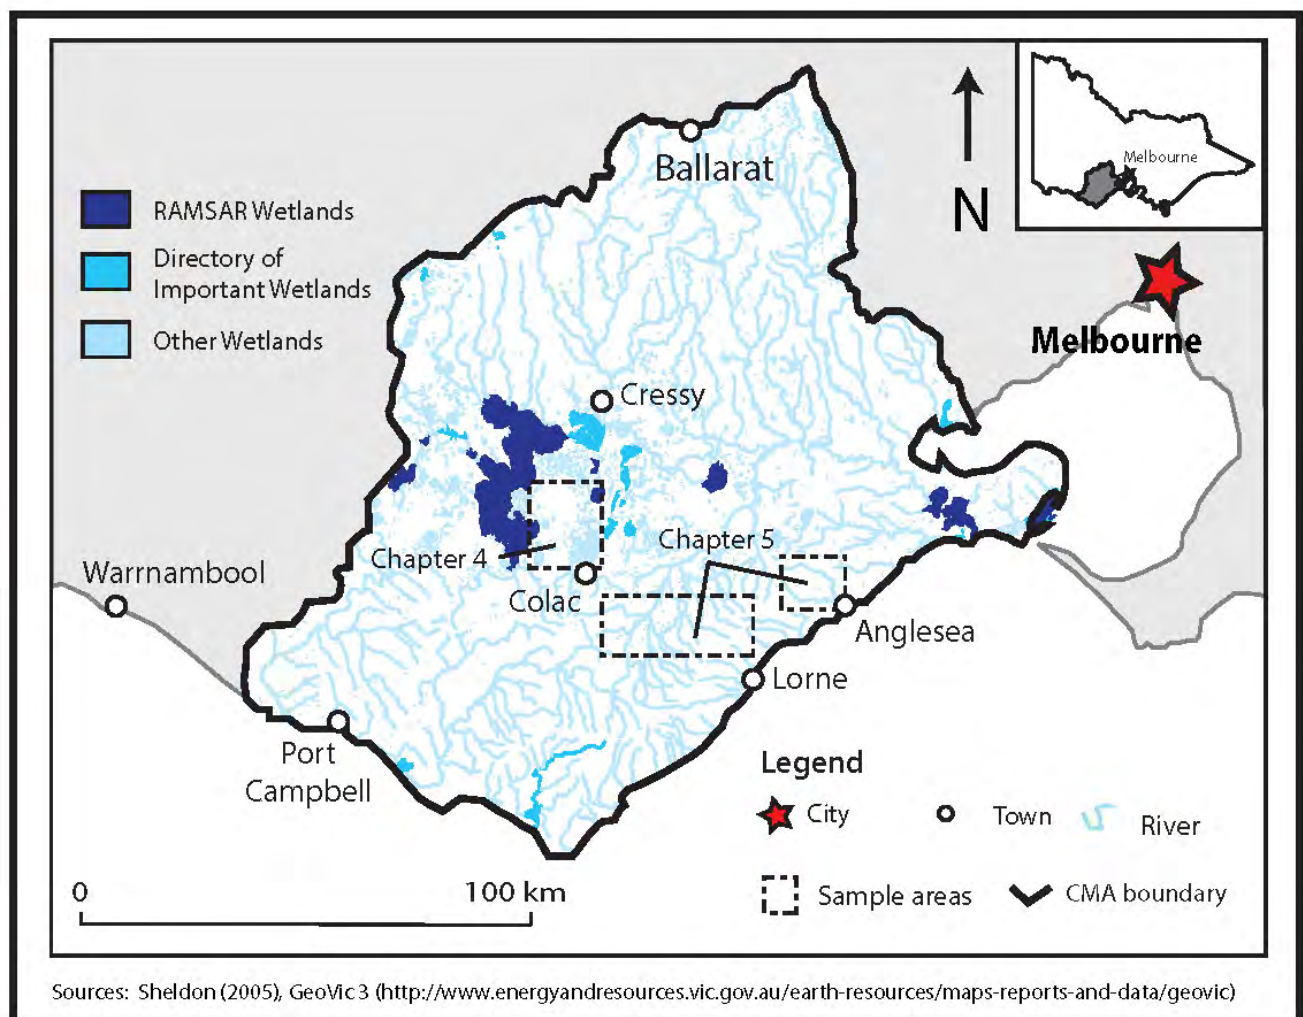 Melbourne
N
RAMSAR Wetlands
Directory of
Important Wetlands
Other Wetlands
Ballarat
Melbourne
Cressy
Chapter 4
Chapter 5
Warrnambool
Colac
Anglesea
Lorne
Port
Campbell
Legend
City
Town
River
Sample areas
CMA boundary
0
100 km
Sources: Sheldon (2005), GeoVic 3 (http://www.energyandresources.vic.gov.au/earth-resources/maps-reports-and-data/geovic)